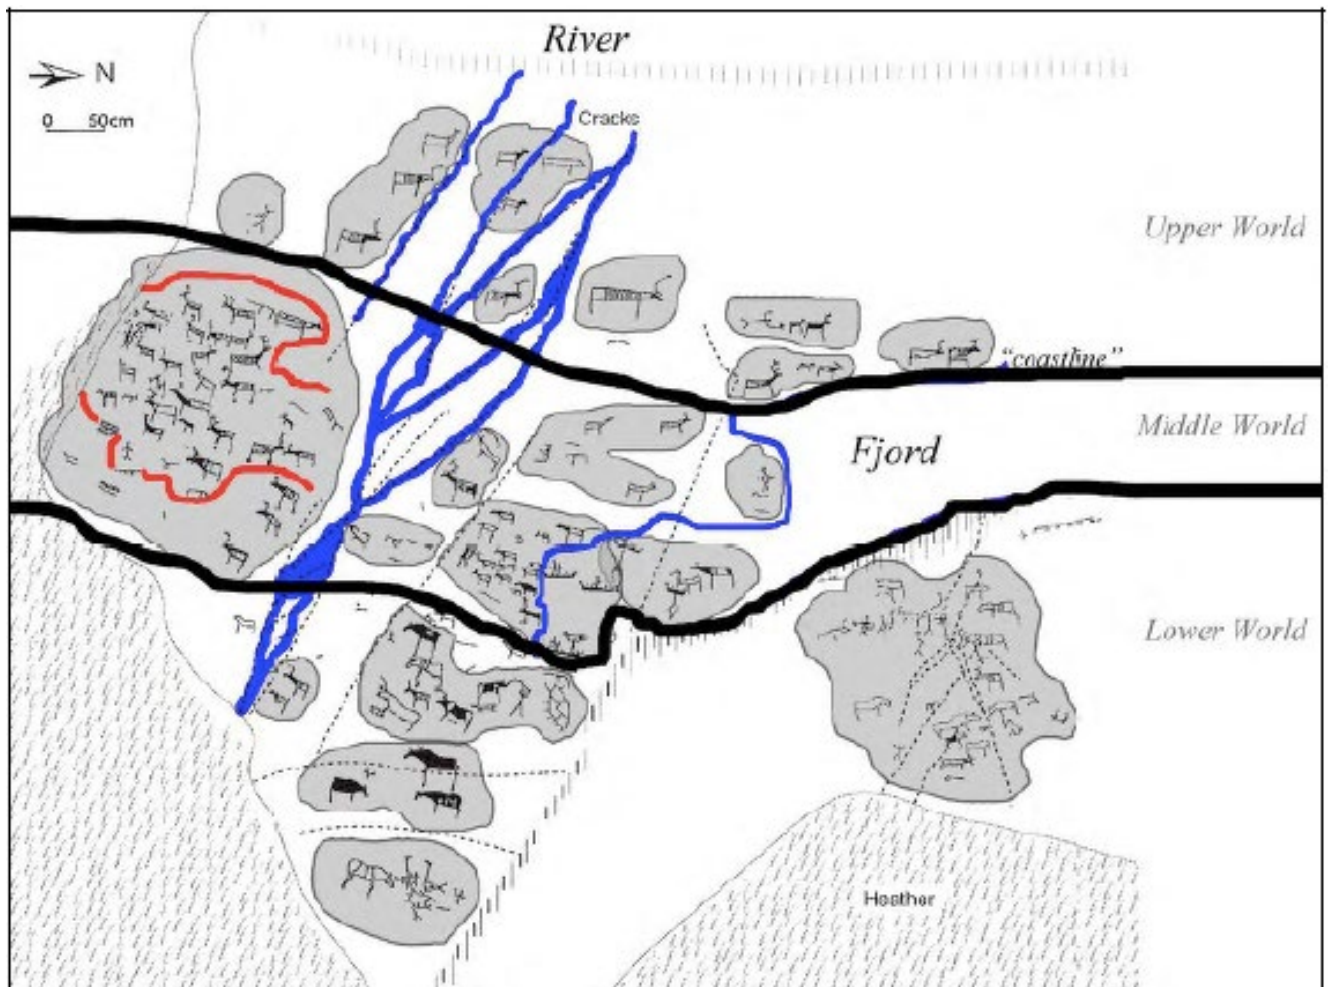 River
N
0 50cm
Cracks
Upper World
"coastline"
Middle World
Fjord
Lower World
Heather